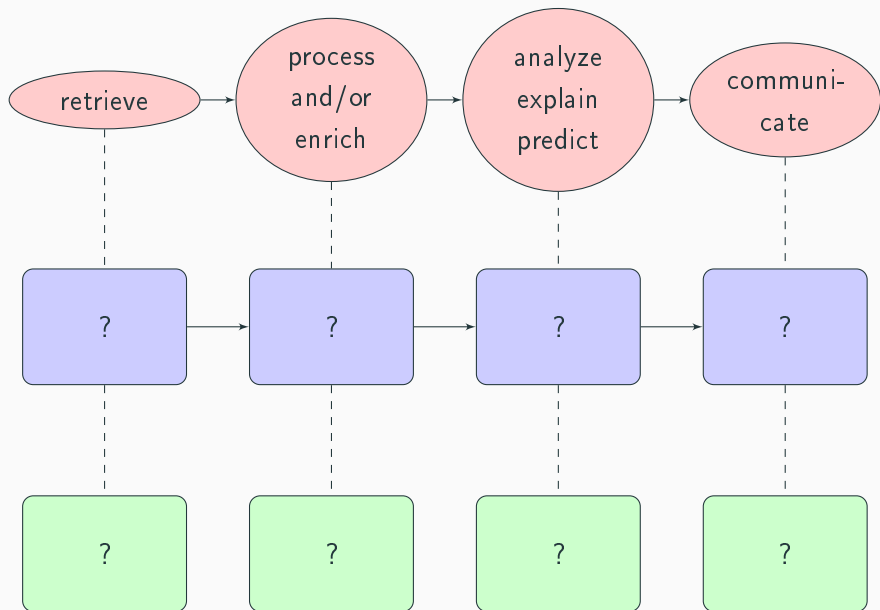 retrieve
process
and/or
enrich
analyze
explain
predict
communi-
cate
?
?
?
?
?
?
?
?